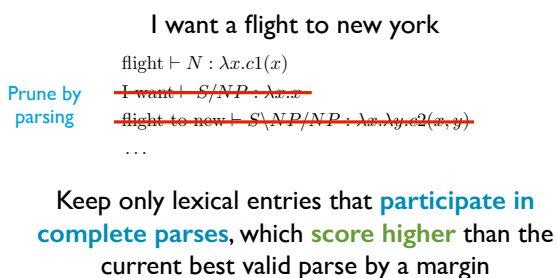 I want a flight to new york
flight ⊢ N : λx.c1(x)
Prune by
parsing
I want ⊢ S/NP : λx.x
flight to new ⊢ S\NP/NP : λx.λy.c2(x, y)
...
Keep only lexical entries that participate in
complete parses, which score higher than the
current best valid parse by a margin